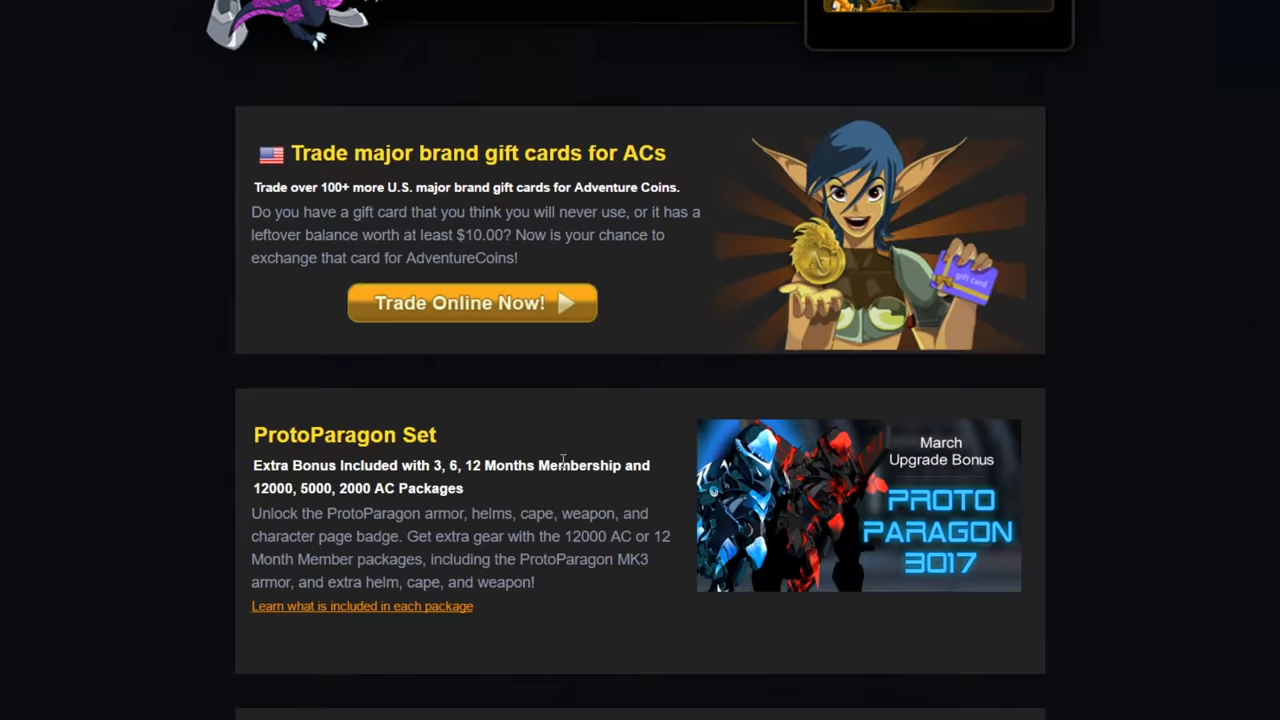 Trade major brand gift cards for ACs
Trade over 100+ more U.S. major brand gift cards for Adventure Coins.
Do you have a gift card that you think you will never use, or it has a
leftover balance worth at least $10.00? Now is your chance to
exchange that card for AdventureCoins!
Trade Online Now!
gift card
ProtoParagon Set
Extra Bonus Included with 3, 6, 12 Months Membership and
12000, 5000, 2000 AC Packages
Unlock the ProtoParagon armor, helms, cape, weapon, and
character page badge. Get extra gear with the 12000 AC or 12
Month Member packages, including the ProtoParagon MK3
armor, and extra helm, cape, and weapon!
Learn what is included in each package
March
Upgrade Bonus
PROTO
PARAGON
3017